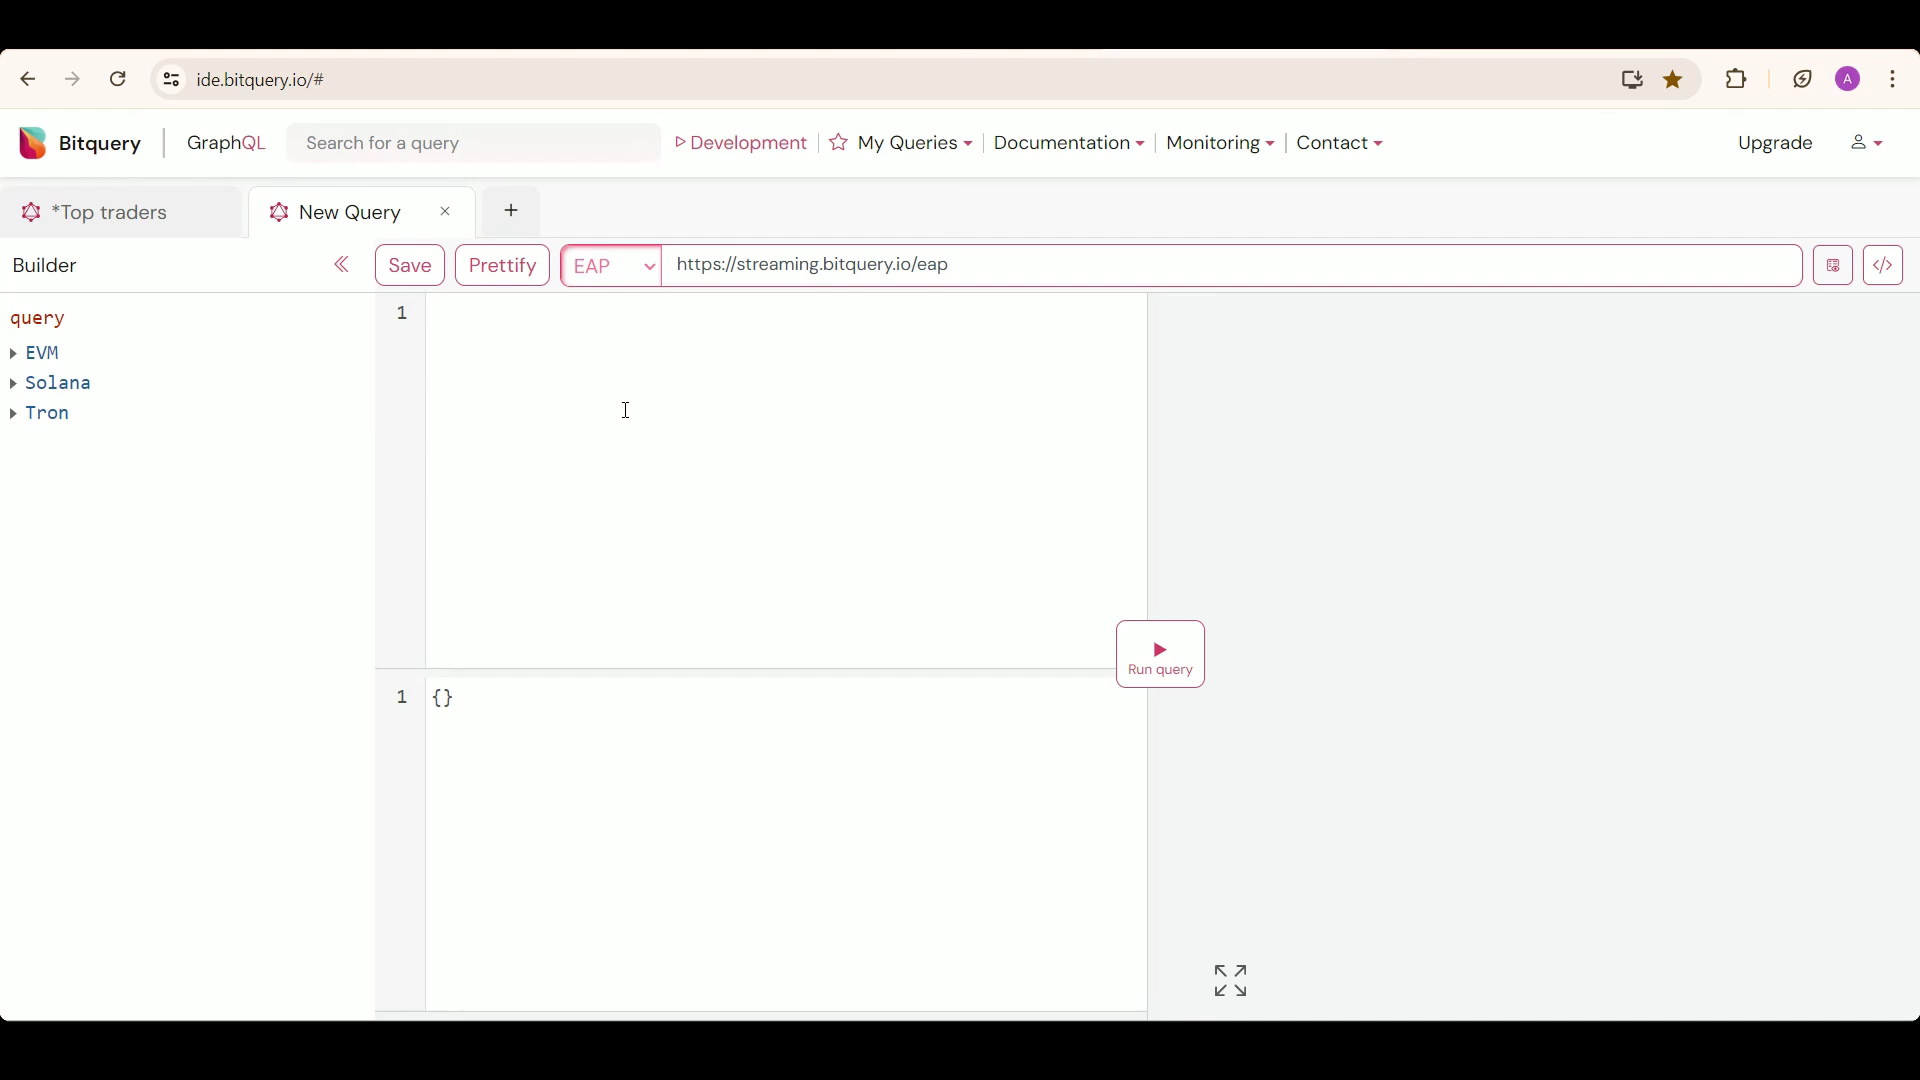 ide.bitquery.io/#
A
Bitquery
GraphQL
Search for a query
Development
My Queries
Documentation
Monitoring
Contact
Upgrade
*Top traders
New Query
Builder
Save
Prettify
EAP
https://streaming.bitquery.io/eap
query
EVM
Solana
Tron
1
Run query
1 {}